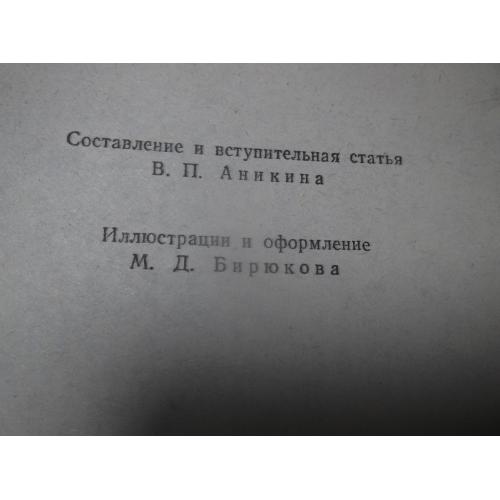 Составление и вступительная статья
В. П. Аникина
Иллюстрации и оформление
М. Д. Бирюкова